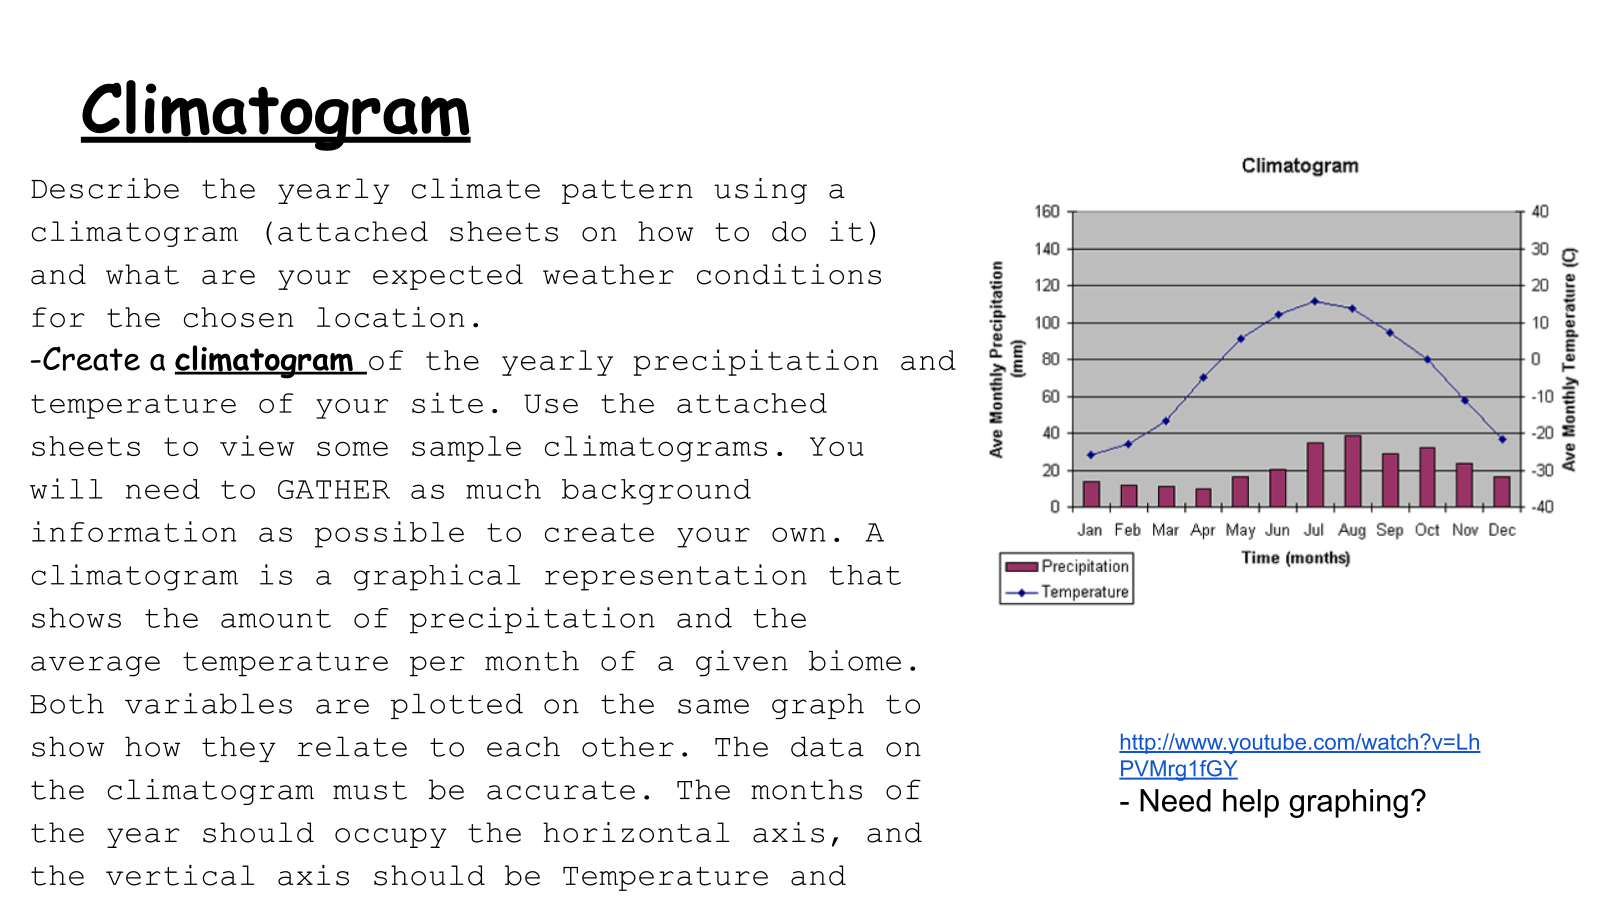 Climatogram
Describe the yearly climate pattern using a
climatogram (attached sheets on how to do it)
and what are your expected weather conditions
for the chosen location.
-Create a climatogram of the yearly precipitation and
temperature of your site. Use the attached
sheets to view some sample climatograms. You
will need to GATHER as much background
information as possible to create your own. A
climatogram is a graphical representation that
shows the amount of precipitation and the
average temperature per month of a given biome.
Both variables are plotted on the same graph to
show how they relate to each other. The data on
the climatogram must be accurate. The months of
the year should occupy the horizontal axis, and
the vertical axis should be Temperature and
Climatogram
Ave Monthly Precipitation
(mm)
160
140
120
100
80
60
40
20
0
40
30
20
10
0
-10
-20
-30
-40
Ave Monthly Temperature (C)
Jan Feb Mar Apr May Jun Jul Aug Sep Oct Nov Dec
Time (months)
Precipitation
Temperature
http://www.youtube.com/watch?v=Lh
PVMrg1fGY
- Need help graphing?